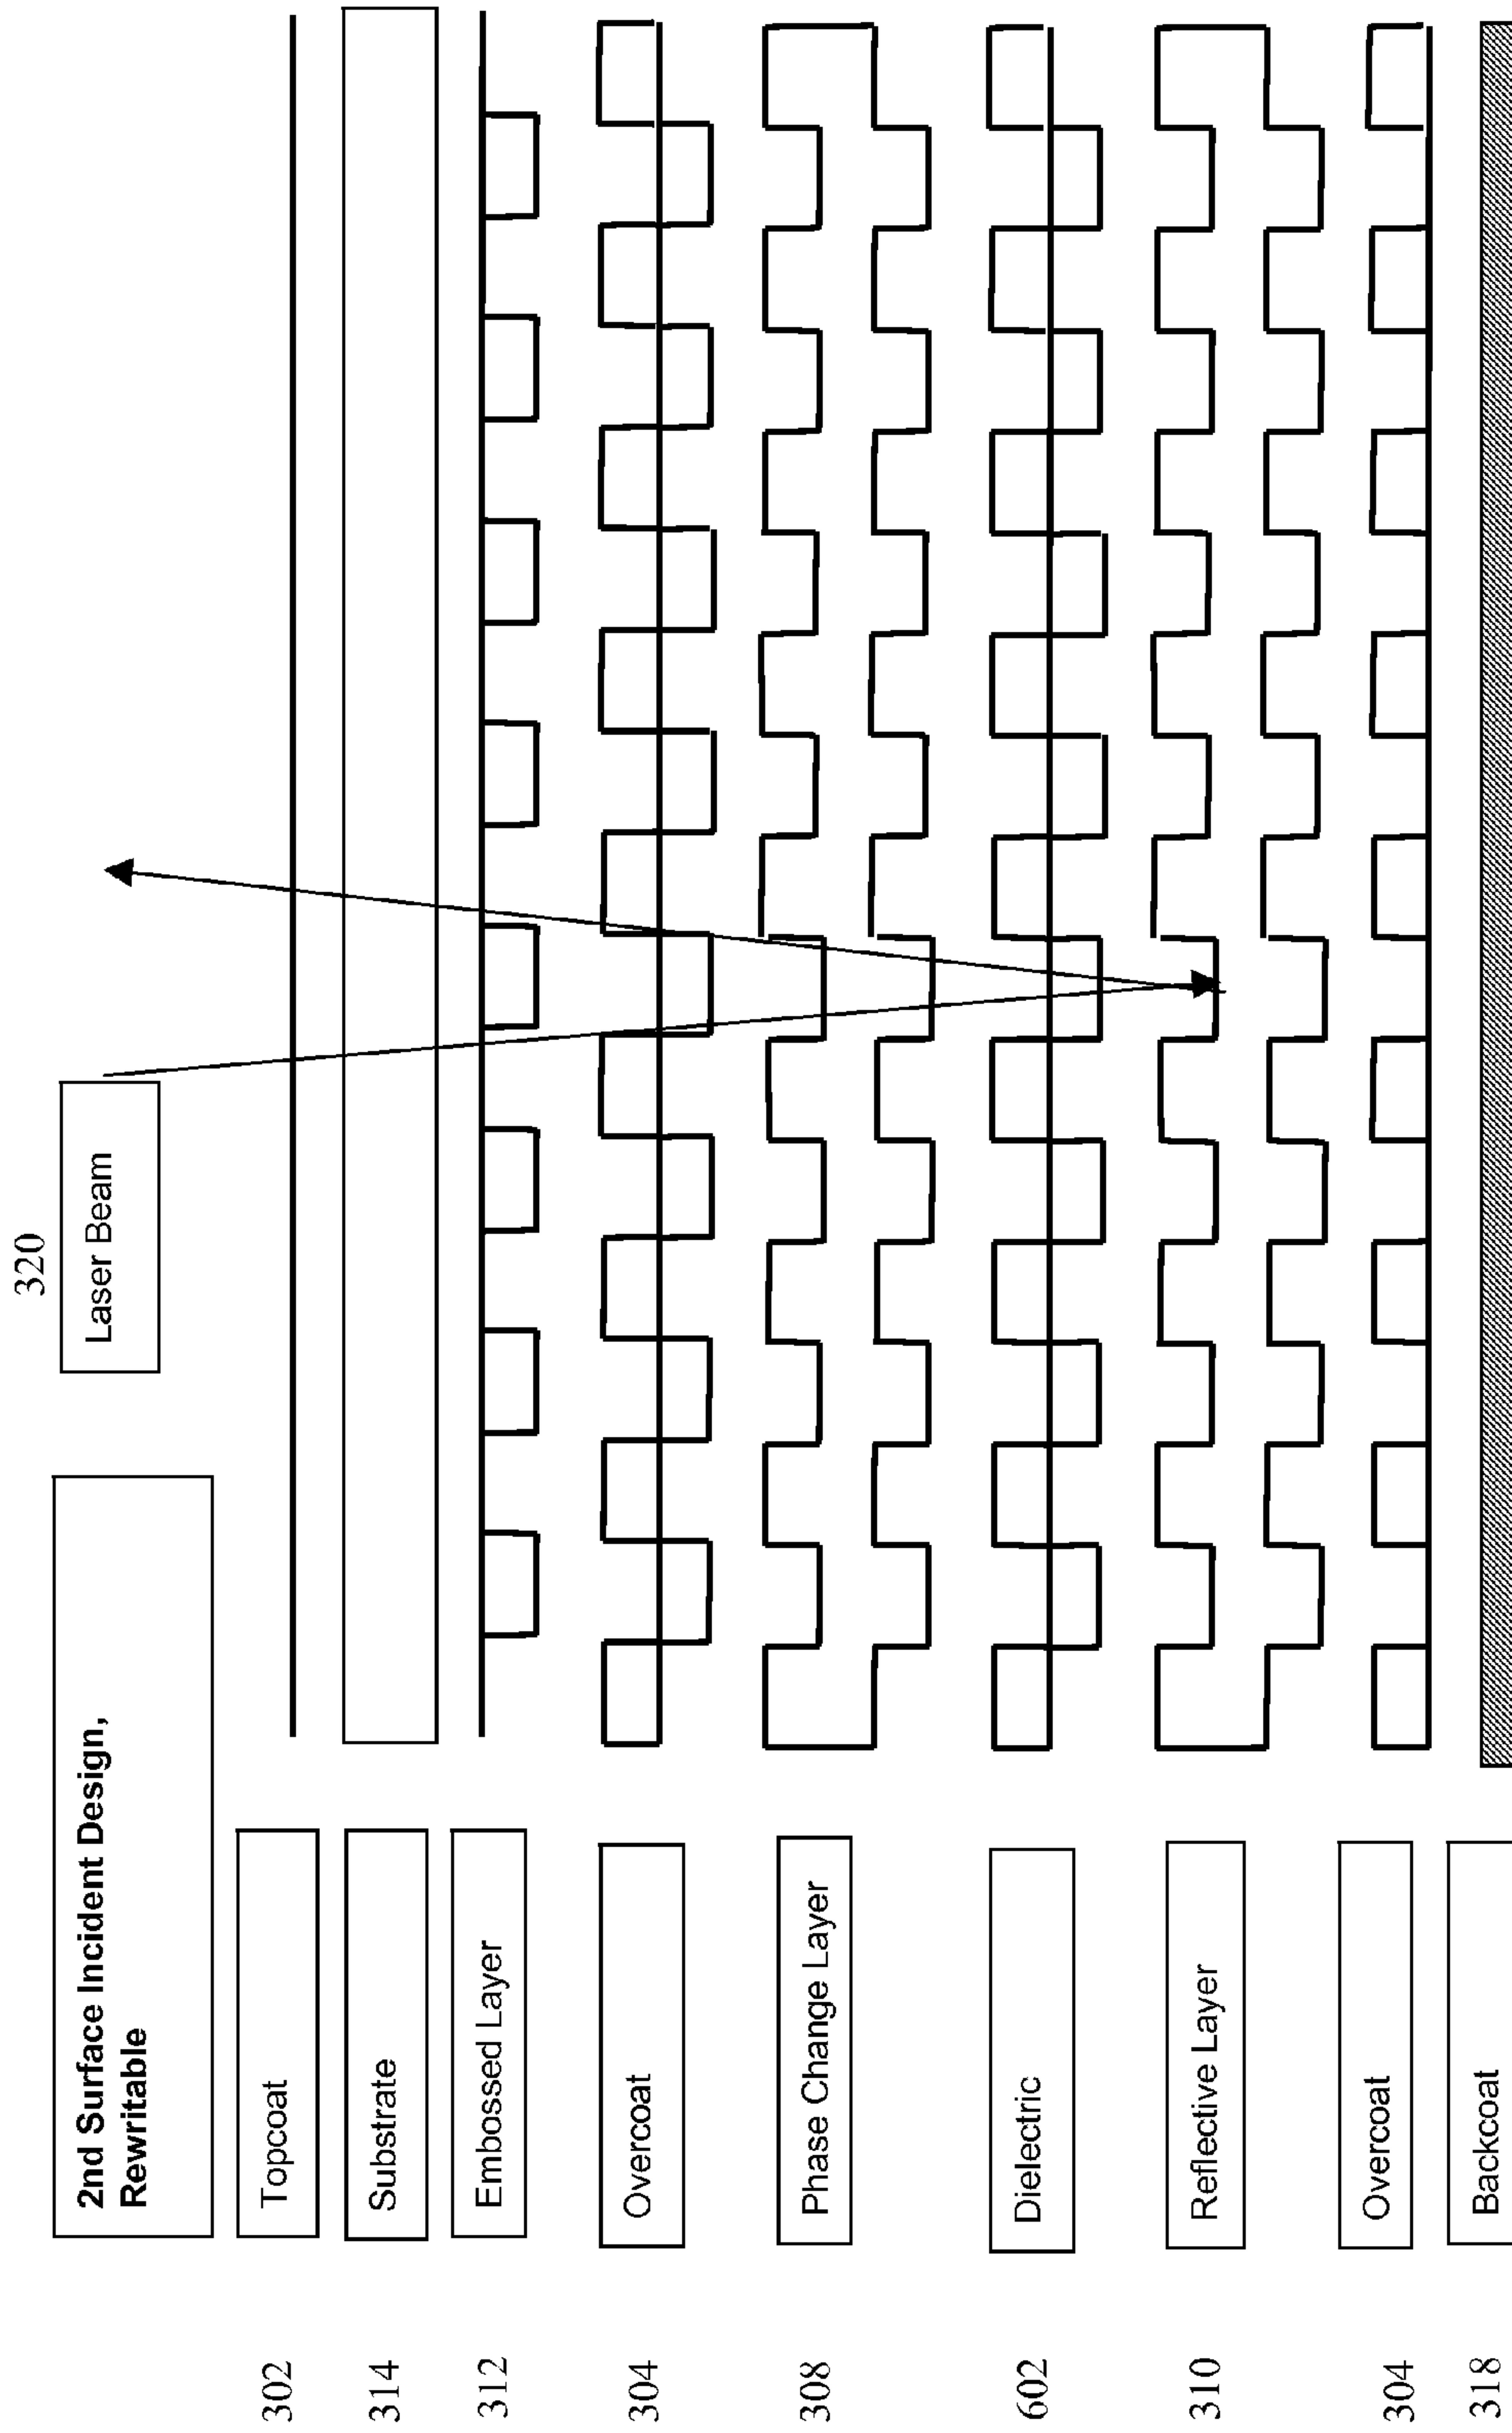 320
Laser Beam
2nd Surface Incident Design,
Rewritable
302
Topcoat
314
Substrate
312
Embossed Layer
304
Overcoat
308
Phase Change Layer
602
Dielectric
310
Reflective Layer
304
Overcoat
318
Backcoat